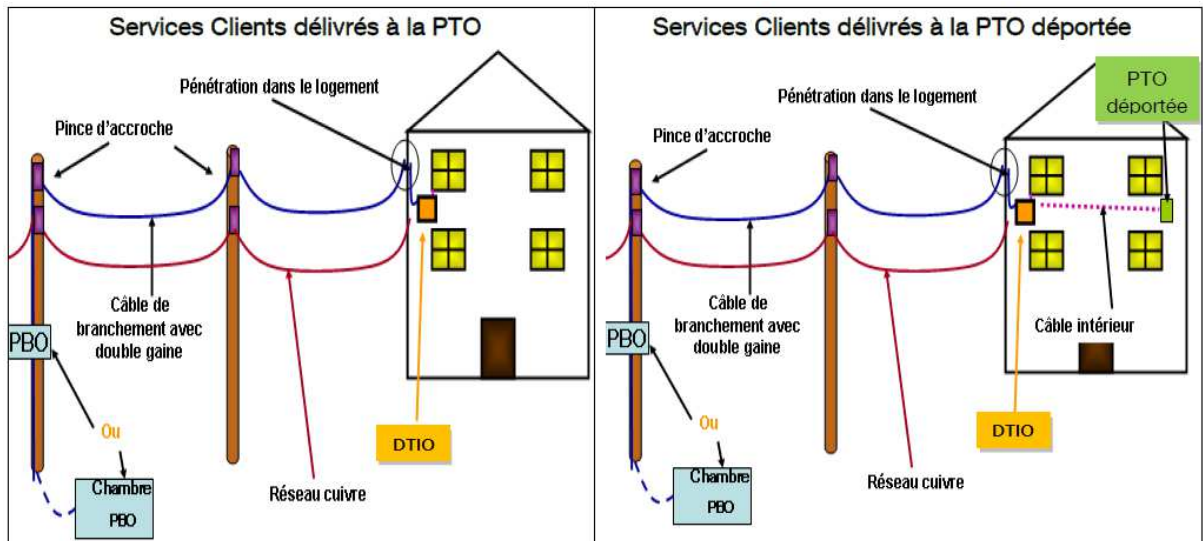 Services Clients délivrés à la PTO
Pénétration dans le logement
Pince d'accroche
Câble de
branchement avec
double gaine
PBO
Ou
Chambre
PBO
DTIO
Réseau cuivre
Services Clients délivrés à la PTO déportée
PTO
déportée
Pénétration dans le logement
Pince d'accroche
Câble de
branchement avec
double gaine
Câble intérieur
PBO
Ou
Chambre
PBO
DTIO
Réseau cuivre